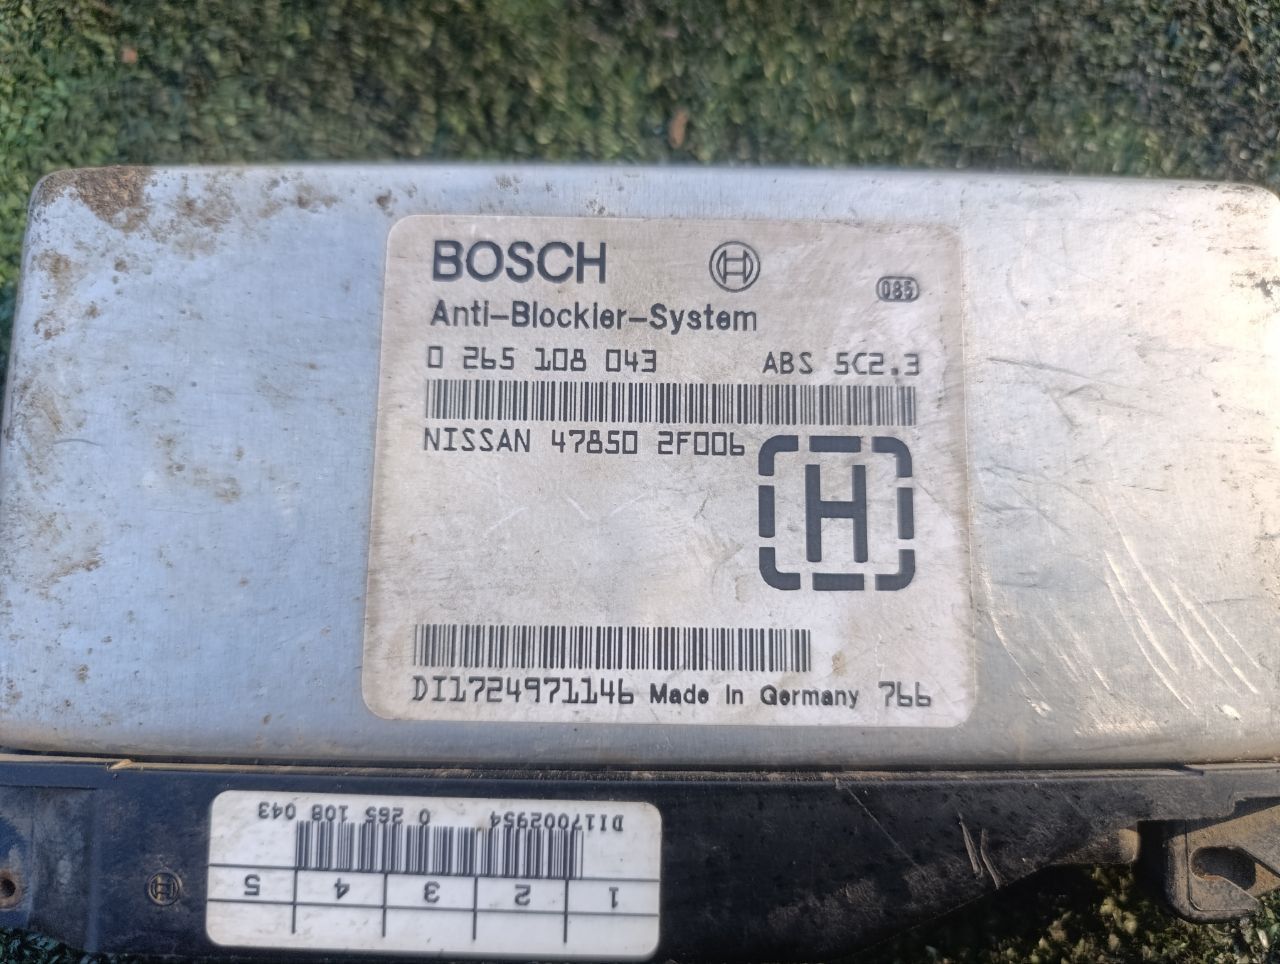 BOSCH
085
Anti-Blockier-System
0 265 108 043 ABS 5C2.3
NISSAN 47850 2F006
H
DI1724971146 Made in Germany 766
1 2 3 4 5
DI17002954 0 265 108 043